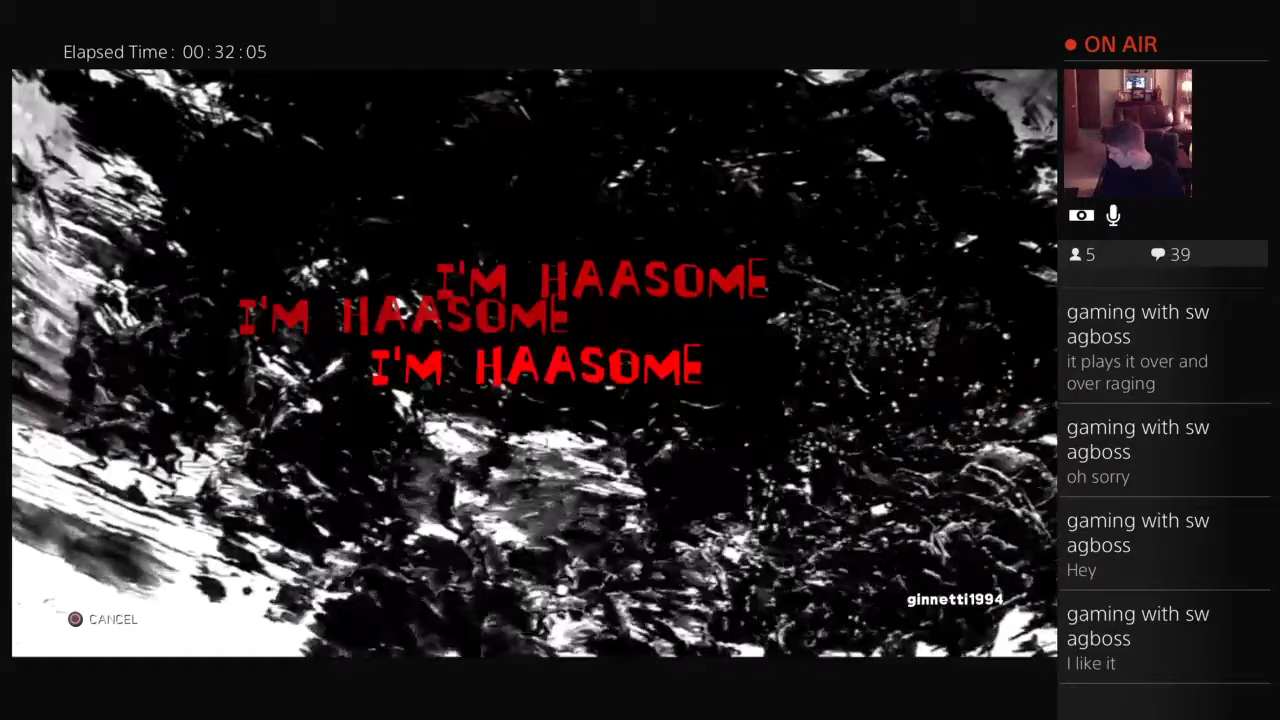 Elapsed Time: 00:32:05
ON AIR
I'M HAASOME
I'M HAASOME
I'M HAASOME
ginnetti1994
CANCEL
5 39
gaming with sw
agboss
it plays it over and
over raging
gaming with sw
agboss
oh sorry
gaming with sw
agboss
Hey
gaming with sw
agboss
I like it